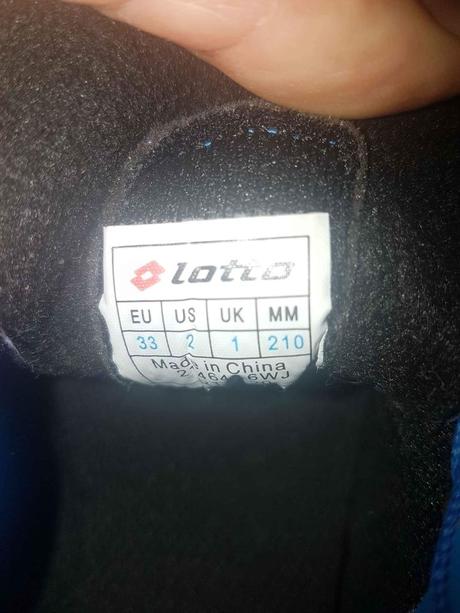 lotto
EU US UK MM
33 2 1 210
Made in China